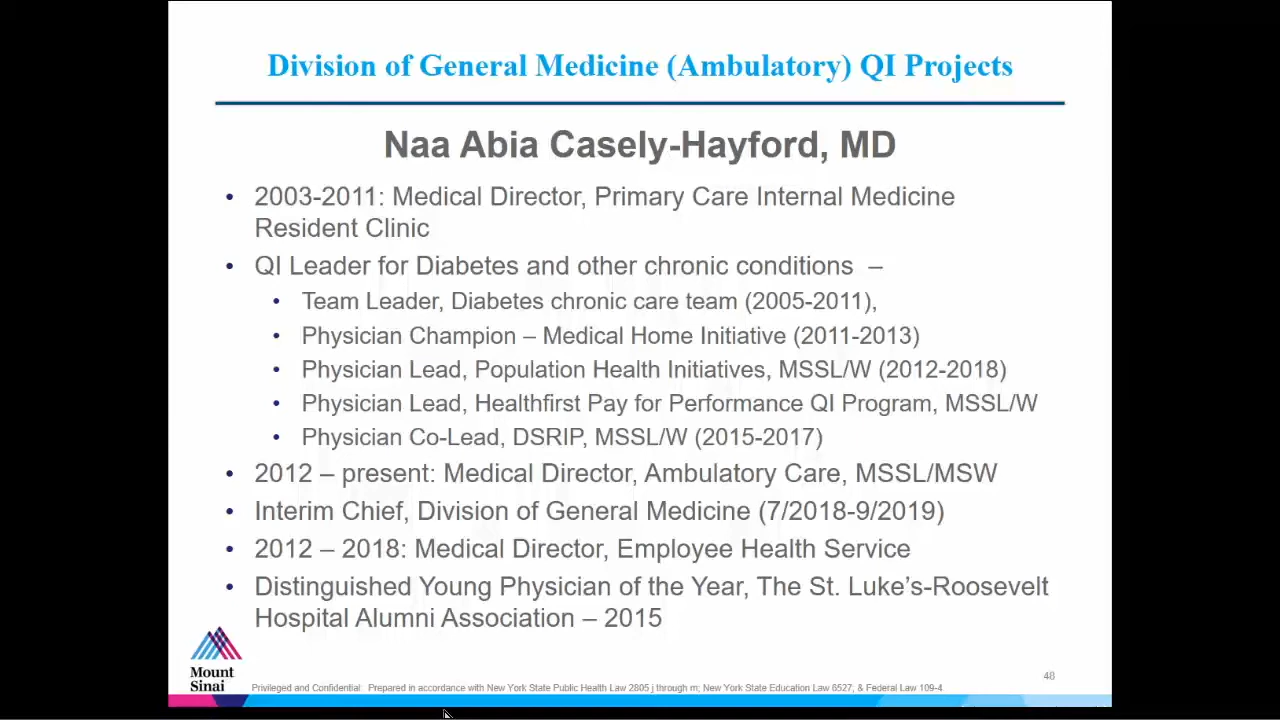 Division of General Medicine (Ambulatory) QI Projects
Naa Abia Casely-Hayford, MD
• 2003-2011: Medical Director, Primary Care Internal Medicine
Resident Clinic
• QI Leader for Diabetes and other chronic conditions –
• Team Leader, Diabetes chronic care team (2005-2011),
• Physician Champion – Medical Home Initiative (2011-2013)
• Physician Lead, Population Health Initiatives, MSSL/W (2012-2018)
• Physician Lead, Healthfirst Pay for Performance QI Program, MSSL/W
• Physician Co-Lead, DSRIP, MSSL/W (2015-2017)
• 2012 – present: Medical Director, Ambulatory Care, MSSL/MSW
• Interim Chief, Division of General Medicine (7/2018-9/2019)
• 2012 – 2018: Medical Director, Employee Health Service
• Distinguished Young Physician of the Year, The St. Luke’s-Roosevelt
Hospital Alumni Association – 2015
Mount
Sinai
Privileged and Confidential: Prepared in accordance with New York State Public Health Law 2805 j through m; New York State Education Law 6527, & Federal Law 109-4
48